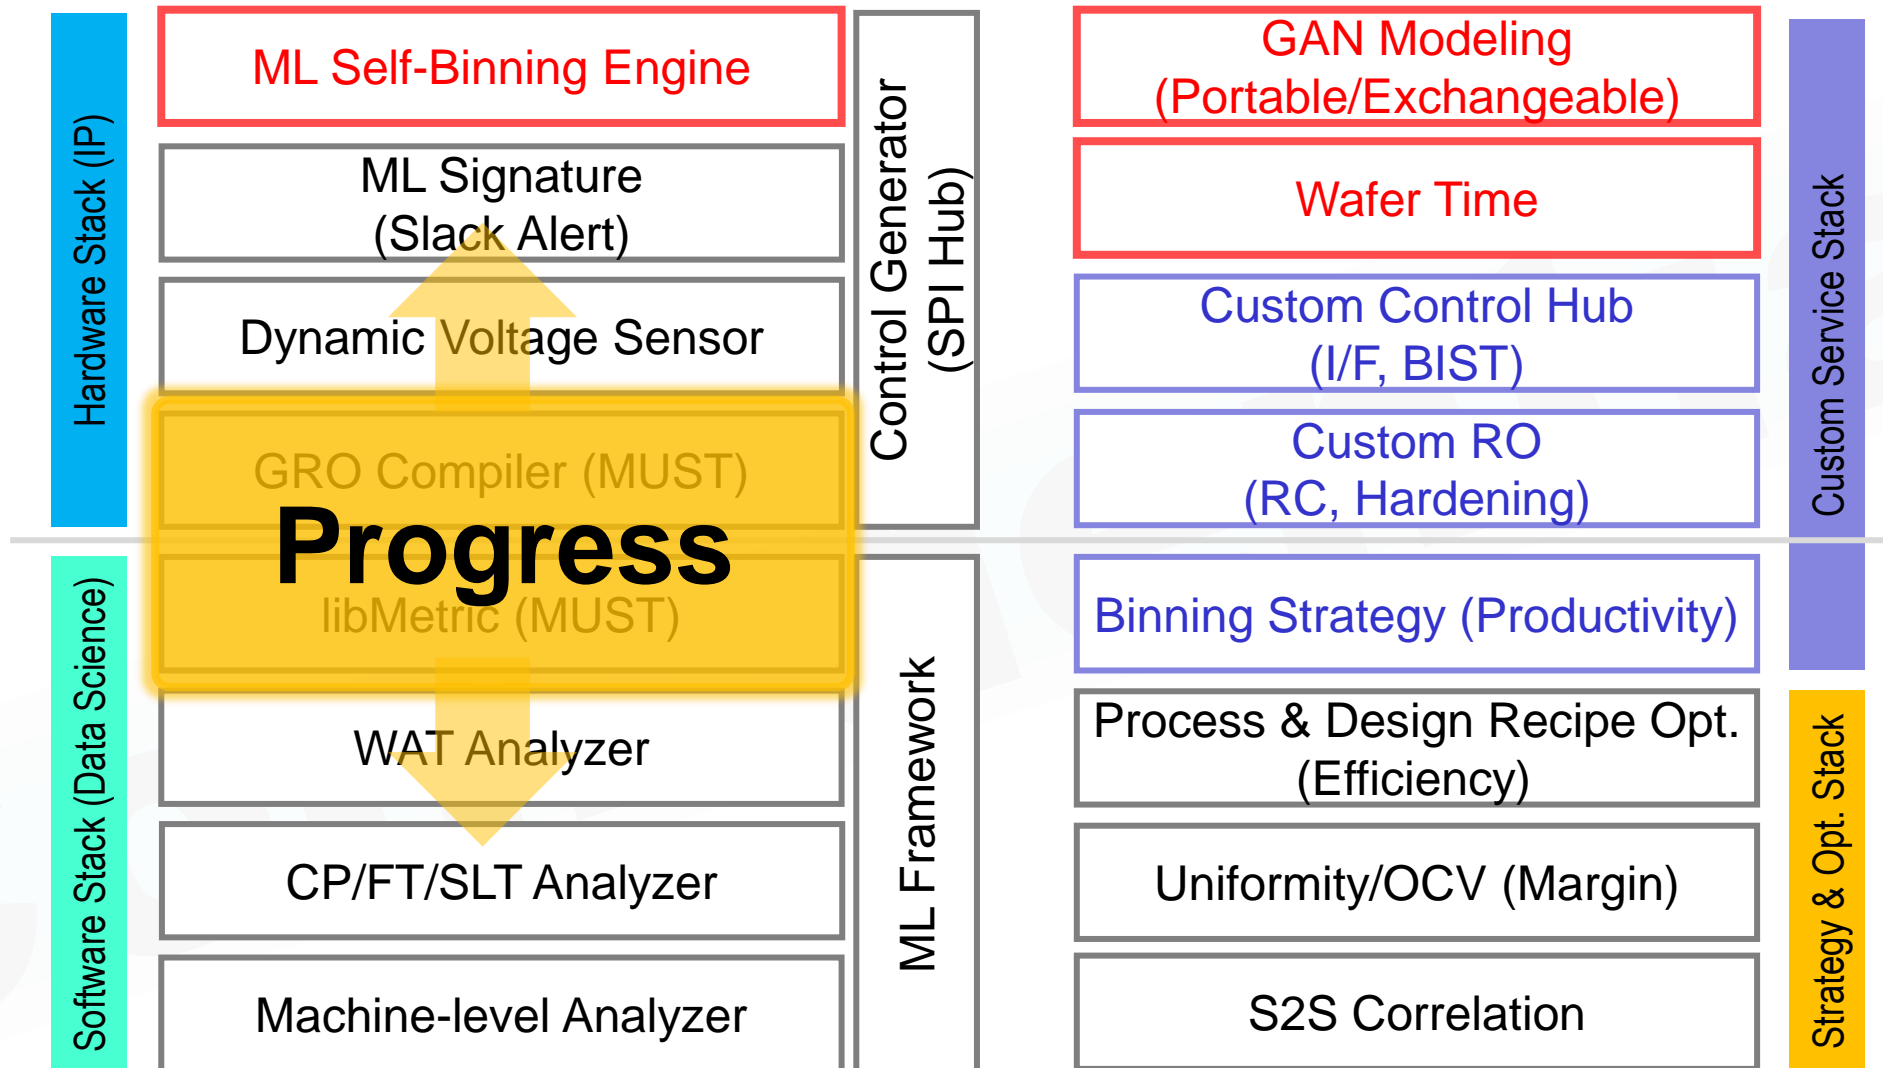 Hardware Stack (IP)
ML Self-Binning Engine
ML Signature
(Slack Alert)
Dynamic Voltage Sensor
GRO Compiler (MUST)
Control Generator
(SPI Hub)
Progress
Software Stack (Data Science)
libMetric (MUST)
WAT Analyzer
CP/FT/SLT Analyzer
Machine-level Analyzer
ML Framework
GAN Modeling
(Portable/Exchangeable)
Wafer Time
Custom Control Hub
(I/F, BIST)
Custom RO
(RC, Hardening)
Binning Strategy (Productivity)
Custom Service Stack
Process & Design Recipe Opt.
(Efficiency)
Uniformity/OCV (Margin)
S2S Correlation
Strategy & Opt. Stack